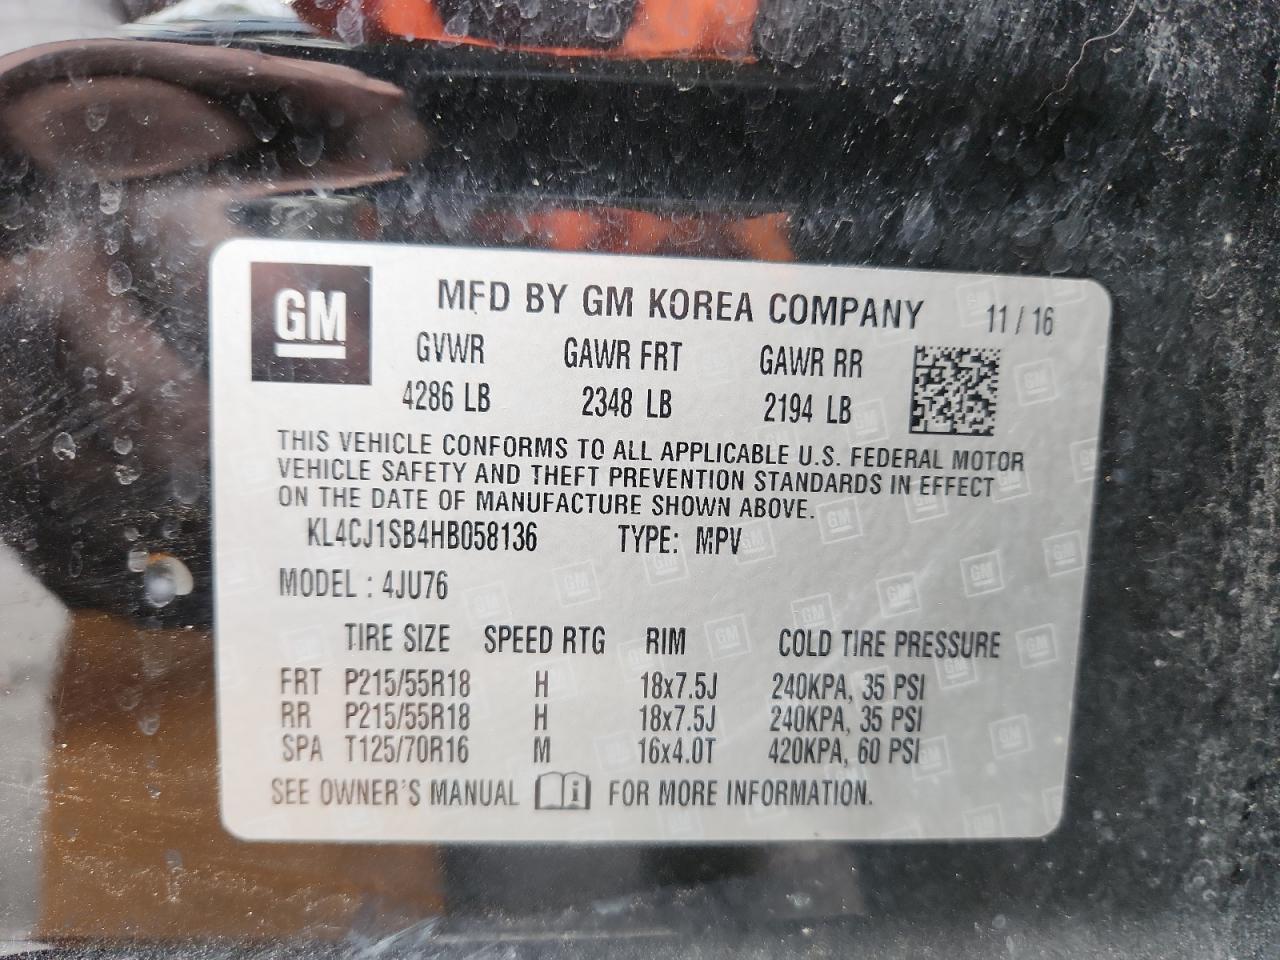 GM
MFD BY GM KOREA COMPANY 11 / 16
GVWR GAWR FRT GAWR RR
4286 LB 2348 LB 2194 LB
THIS VEHICLE CONFORMS TO ALL APPLICABLE U.S. FEDERAL MOTOR
VEHICLE SAFETY AND THEFT PREVENTION STANDARDS IN EFFECT
ON THE DATE OF MANUFACTURE SHOWN ABOVE.
KL4CJ1SB4HB058136 TYPE: MPV
MODEL : 4JU76
TIRE SIZE SPEED RTG RIM COLD TIRE PRESSURE
FRT P215/55R18 H 18x7.5J 240KPA, 35 PSI
RR P215/55R18 H 18x7.5J 240KPA, 35 PSI
SPA T125/70R16 M 16x4.0T 420KPA, 60 PSI
SEE OWNER'S MANUAL i FOR MORE INFORMATION.